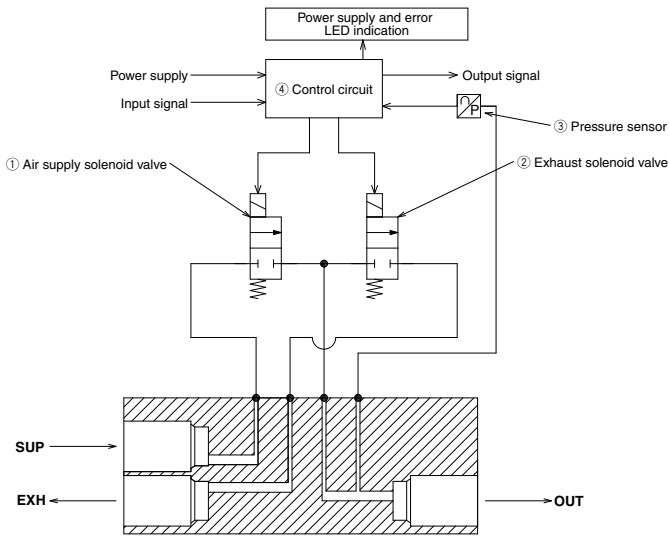 Power supply and error
LED indication
Power supply
④ Control circuit
Output signal
Input signal
P
③ Pressure sensor
① Air supply solenoid valve
② Exhaust solenoid valve
SUP
EXH
OUT